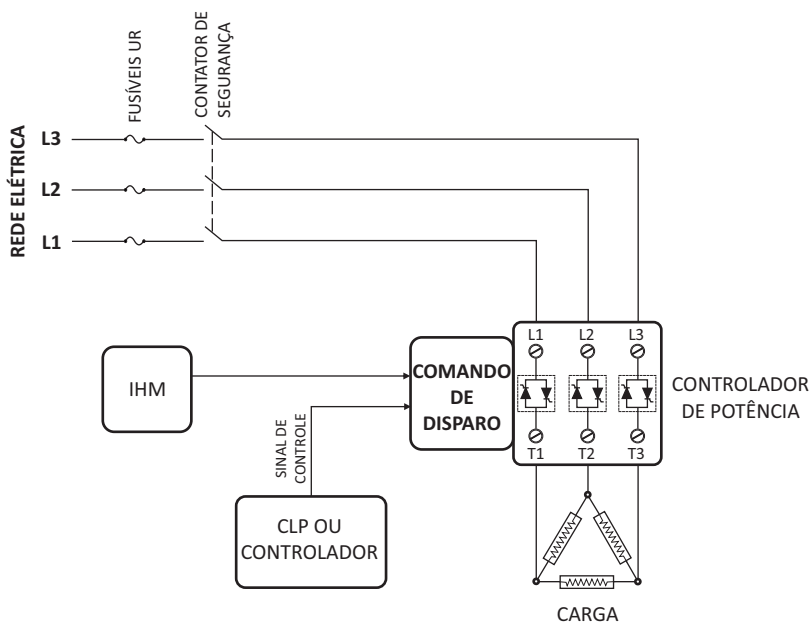 FUSÍVEIS UR
CONTATOR DE
SEGURANÇA
REDE ELÉTRICA
L3
L2
L1
L1 L2 L3
IHM
COMANDO
DE
DISPARO
CONTROLADOR
DE POTÊNCIA
SINAL DE
CONTROLE
T1 T2 T3
CLP OU
CONTROLADOR
CARGA